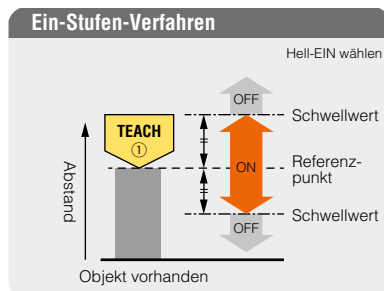 Ein-Stufen-Verfahren
Hell-EIN wählen
OFF
Schwellwert
TEACH
①
ON
Referenz-
punkt
Abstand
Schwellwert
OFF
Objekt vorhanden